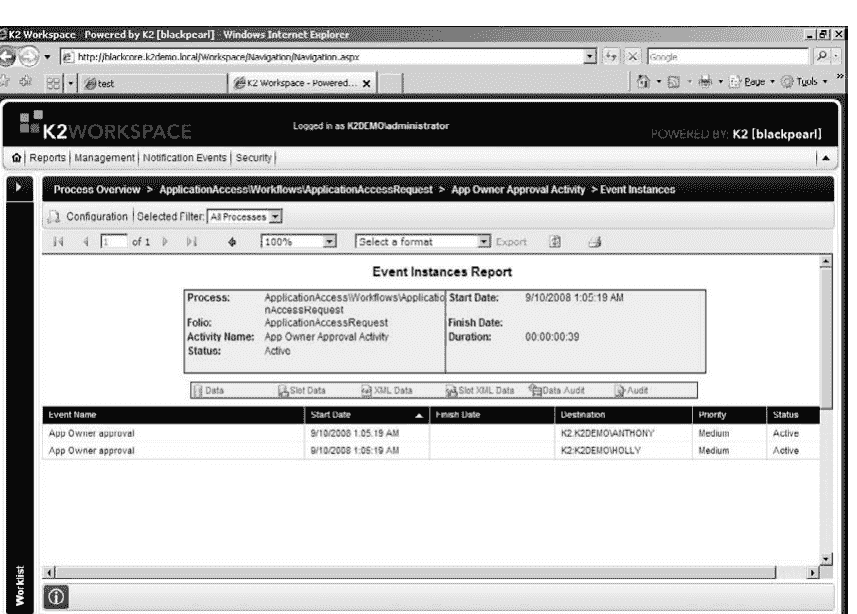 K2 Workspace - Powered by K2 [blackpearl] - Windows Internet Explorer
http://blackcore.k2demo.local/Workspace/Navigation/Navigation.aspx
Google
test
K2 Workspace - Powered... X
Page
Tools
K2WORKSPACE
Logged in as K2DEMO\administrator
POWERED BY: K2 [blackpearl]
Reports | Management | Notification Events | Security |
Process Overview > ApplicationAccess\Workflows\ApplicationAccessRequest > App Owner Approval Activity > Event Instances
Configuration | Selected Filter: All Processes
1 of 1
100%
Select a format
Export
Event Instances Report
Process: ApplicationAccess\Workflows\Applicatio
nAccessRequest
Start Date: 9/10/2008 1:05:19 AM
Folio: ApplicationAccessRequest
Finish Date:
Activity Name: App Owner Approval Activity
Duration: 00:00:00:39
Status: Active
Data Slot Data XML Data Slot XML Data Data Audit Audit
Event Name Start Date Finish Date Destination Priority Status
App Owner approval 9/10/2008 1:05:19 AM K2:K2DEMO\ANTHONY Medium Active
App Owner approval 9/10/2008 1:05:19 AM K2:K2DEMO\HOLLY Medium Active
Worklist